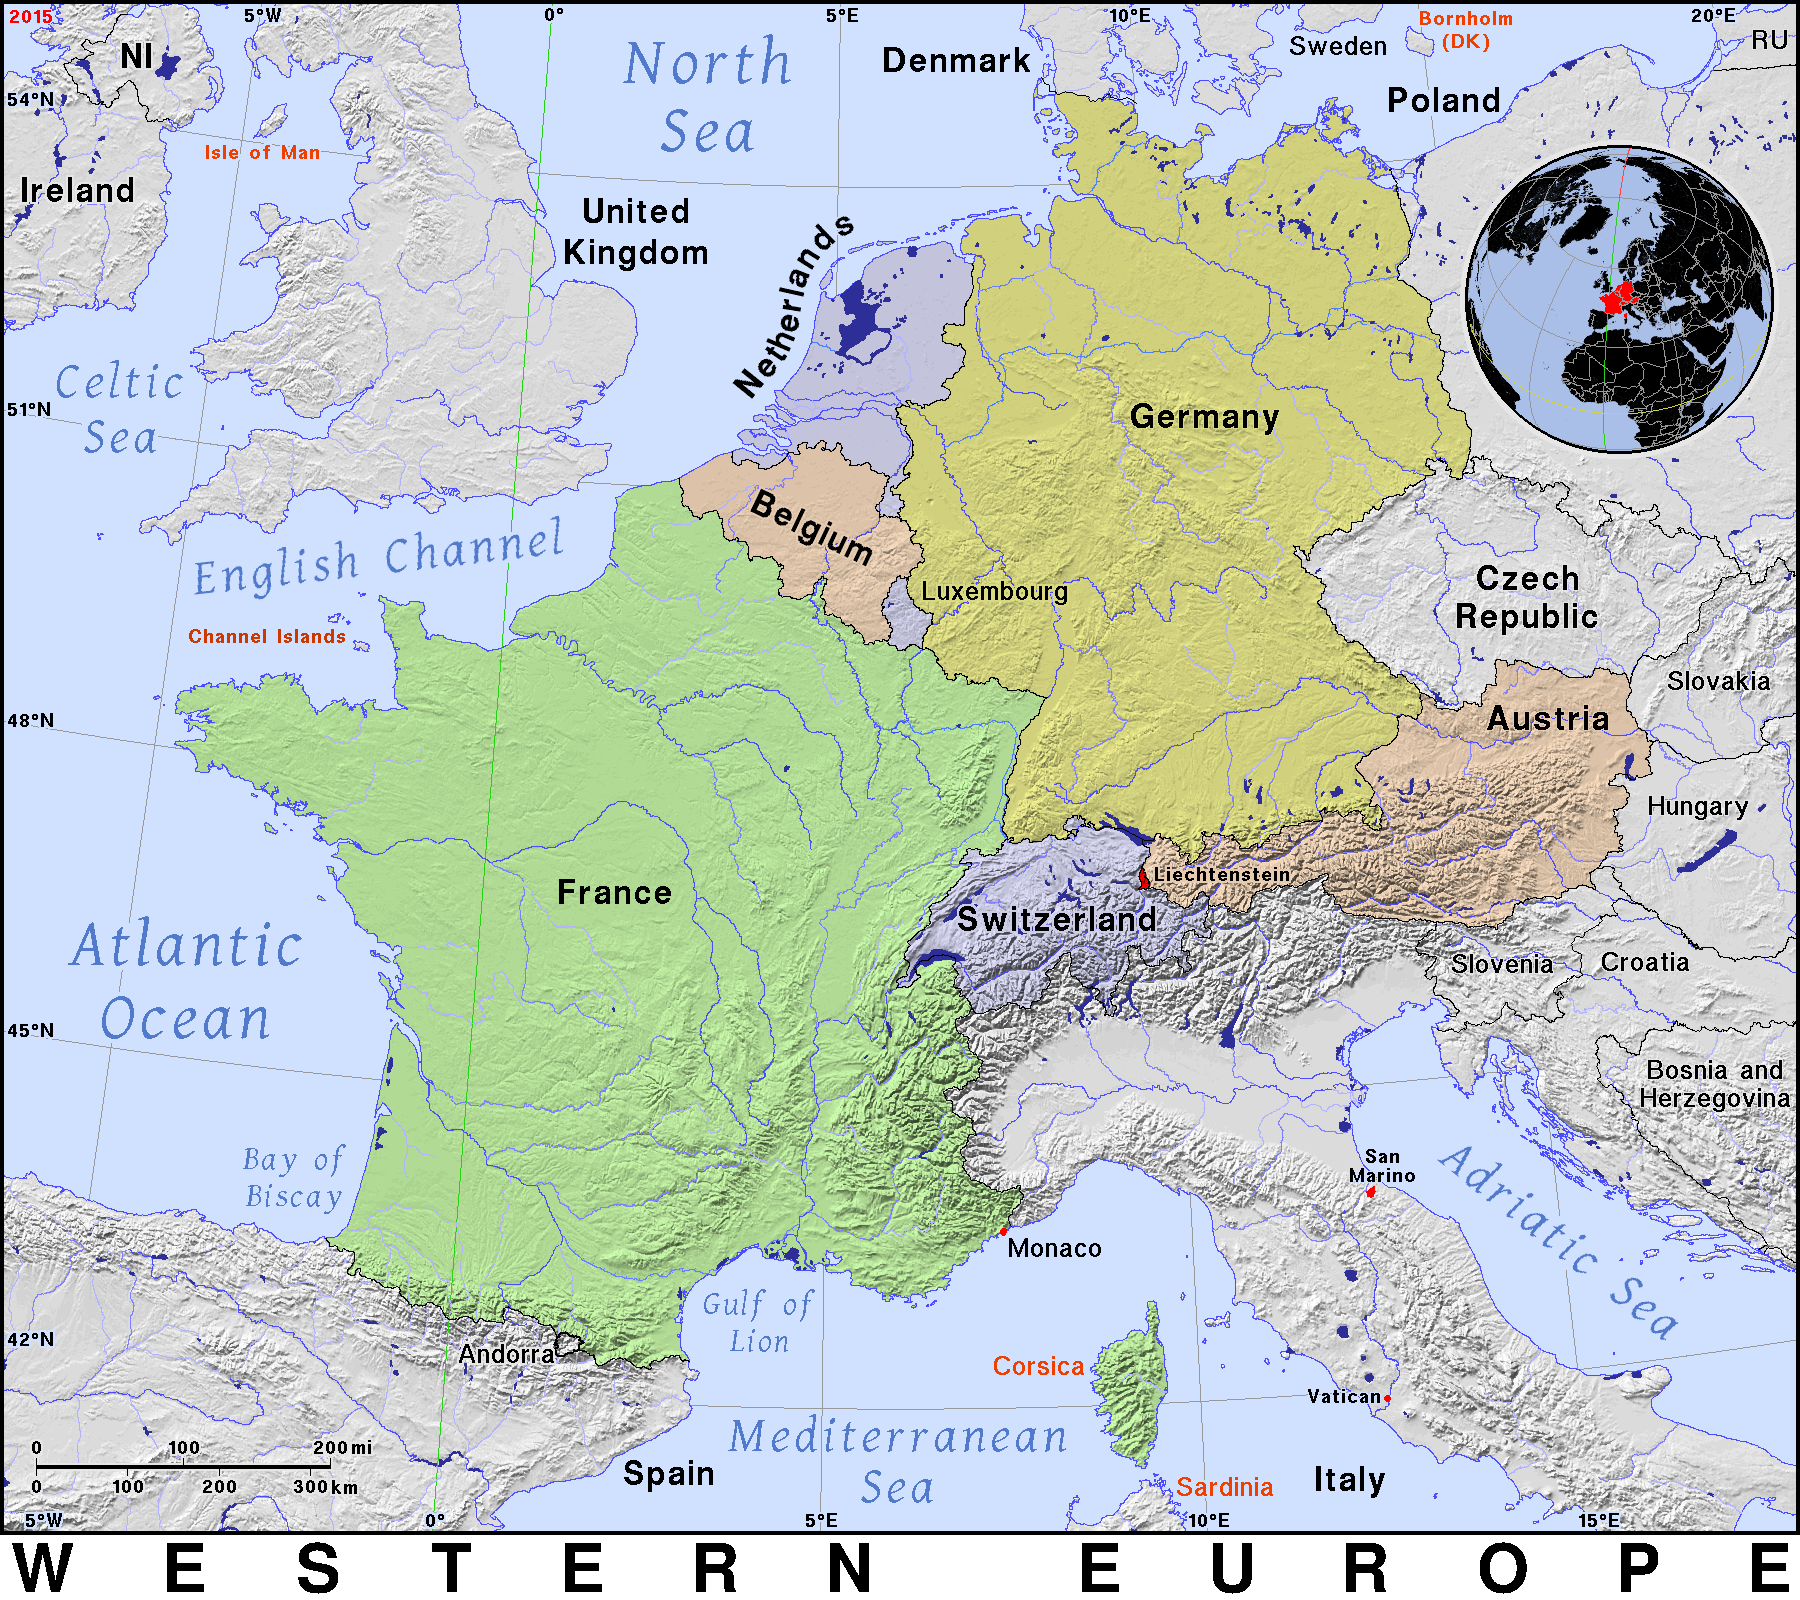 2015
5°W
0°
5°E
10°E
20°E
Bornholm
(DK)
RU
NI
North
Sea
Denmark
Sweden
Poland
54°N
Isle of Man
Ireland
United
Kingdom
Netherlands
Celtic
Sea
51°N
Germany
Belgium
English Channel
Luxembourg
Czech
Republic
Channel Islands
Slovakia
48°N
Austria
Hungary
France
Liechtenstein
Switzerland
Atlantic
Ocean
Slovenia
Croatia
45°N
Bosnia and
Herzegovina
Bay of
Biscay
San
Marino
Adriatic Sea
Monaco
Gulf of
Lion
42°N
Andorra
Corsica
Vatican
Mediterranean
Sea
0 100 200 mi
0 100 200 300 km
Spain
Sardinia
Italy
5°W
0°
5°E
10°E
15°E
WESTERN EUROPE